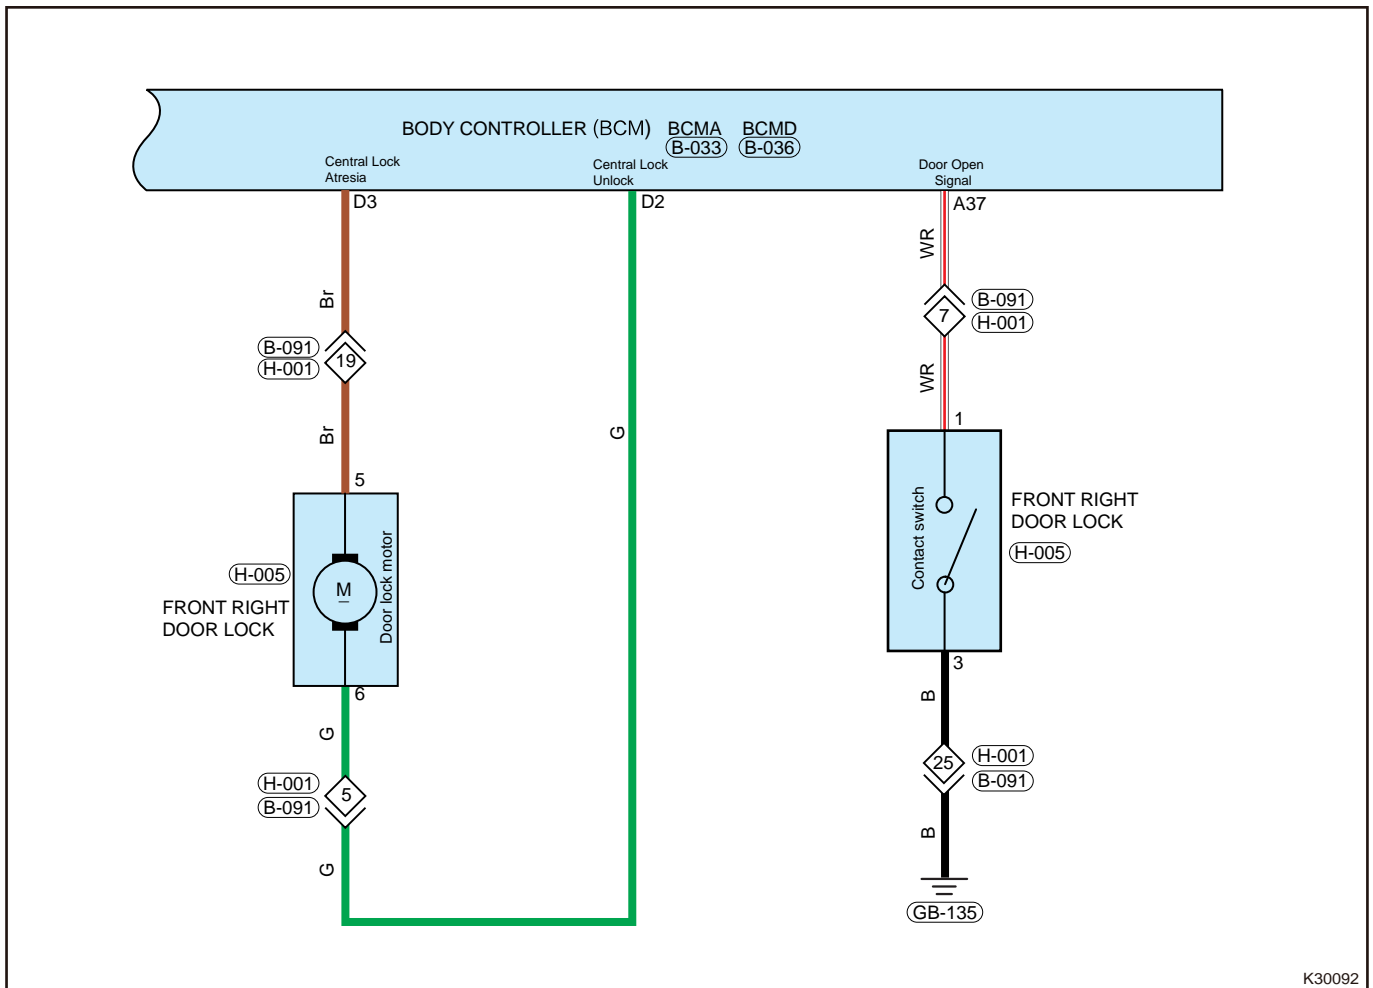 BODY CONTROLLER (BCM) BCMA BCMD
B-033 B-036
Central Lock
Atresia
Central Lock
Unlock
Door Open
Signal
D3
D2
A37
Br
B-091
H-001
19
Br
5
H-005
FRONT RIGHT
DOOR LOCK
M
Door lock motor
6
G
H-001
B-091
5
G
G
WR
B-091
H-001
7
WR
1
Contact switch
FRONT RIGHT
DOOR LOCK
H-005
3
B
H-001
B-091
25
B
GB-135
K30092